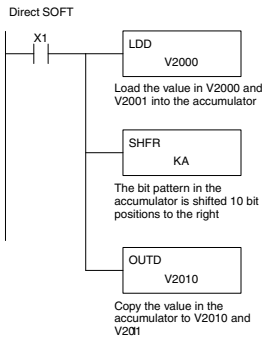 Direct SOFT
X1
LDD
V2000
Load the value in V2000 and
V2001 into the accumulator
SHFR
KA
The bit pattern in the
accumulator is shifted 10 bit
positions to the right
OUTD
V2010
Copy the value in the
accumulator to V2010 and
V2011